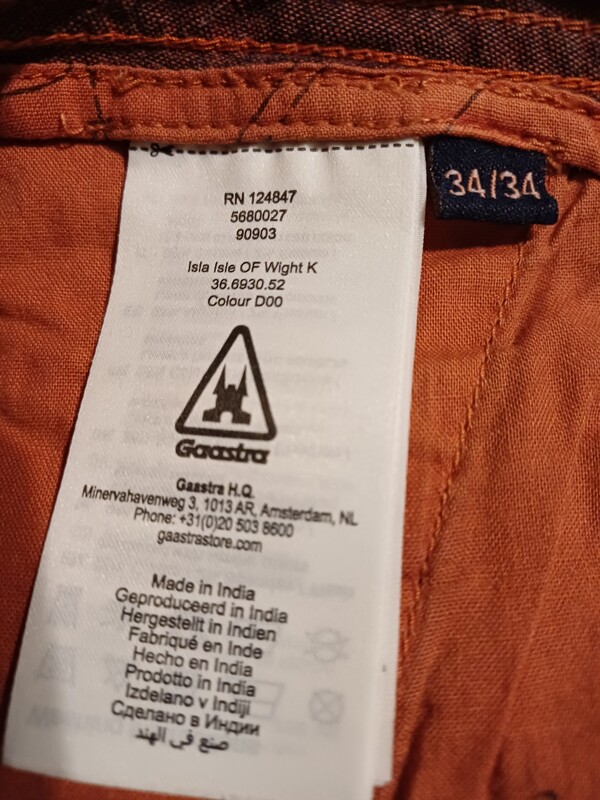 34/34
RN 124847
5680027
90903
Isla Isle OF Wight K
36.6930.52
Colour D00
Gaastra
Gaastra H.Q.
Minervahavenweg 3, 1013 AR, Amsterdam, NL
Phone: +31(0)20 503 8600
gaastrastore.com
Made in India
Geproduceerd in India
Hergestellt in Indien
Fabriqué en Inde
Hecho en India
Prodotto in India
Izdelano v Indiji
Сделано в Индии
صنع في الهند